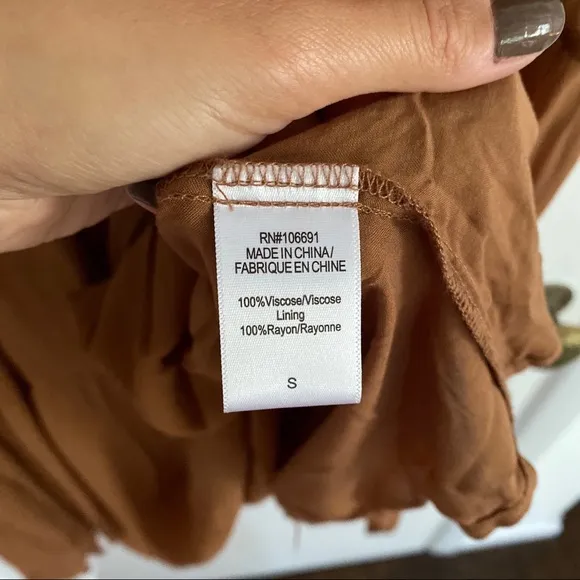 RN#106691
MADE IN CHINA/
FABRIQUE EN CHINE
100%Viscose/Viscose
Lining
100%Rayon/Rayonne
S